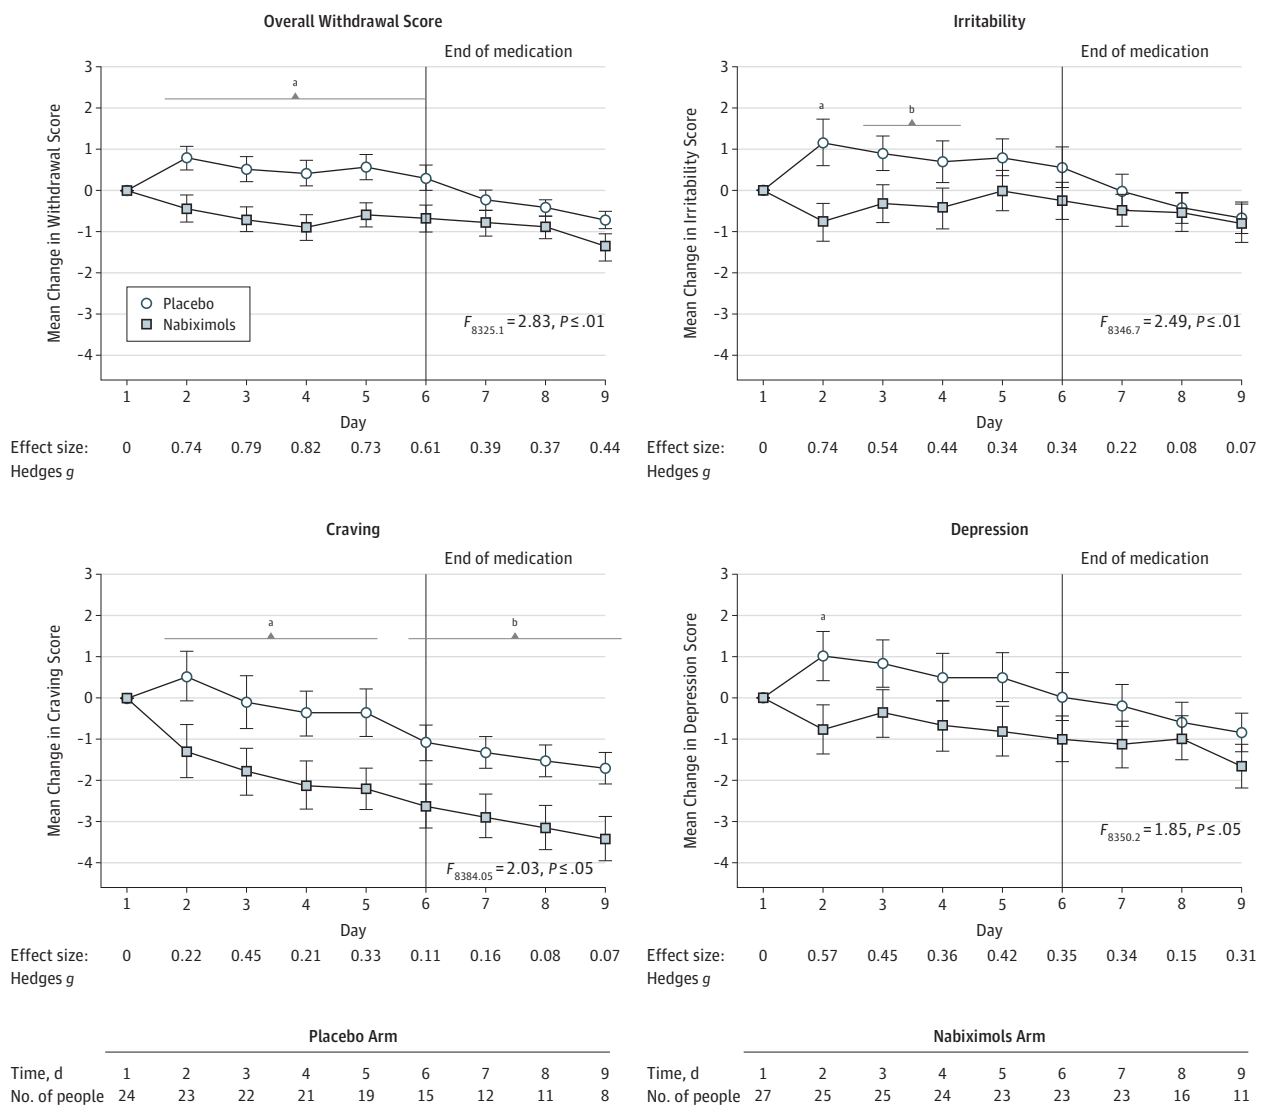 Overall Withdrawal Score
End of medication
Mean Change in Withdrawal Score
3
2
1
0
-1
-2
-3
-4
a
Placebo
Nabiximols
F8325.1 = 2.83, P ≤ .01
1 2 3 4 5 6 7 8 9
Day
Effect size: 0 0.74 0.79 0.82 0.73 0.61 0.39 0.37 0.44
Hedges g
Irritability
End of medication
Mean Change in Irritability Score
3
2
1
0
-1
-2
-3
-4
a
b
F8346.7 = 2.49, P ≤ .01
1 2 3 4 5 6 7 8 9
Day
Effect size: 0 0.74 0.54 0.44 0.34 0.34 0.22 0.08 0.07
Hedges g
Craving
End of medication
Mean Change in Craving Score
3
2
1
0
-1
-2
-3
-4
a
b
F8384.05 = 2.03, P ≤ .05
1 2 3 4 5 6 7 8 9
Day
Effect size: 0 0.22 0.45 0.21 0.33 0.11 0.16 0.08 0.07
Hedges g
Depression
End of medication
Mean Change in Depression Score
3
2
1
0
-1
-2
-3
-4
a
F8350.2 = 1.85, P ≤ .05
1 2 3 4 5 6 7 8 9
Day
Effect size: 0 0.57 0.45 0.36 0.42 0.35 0.34 0.15 0.31
Hedges g
Placebo Arm
Time, d 1 2 3 4 5 6 7 8 9
No. of people 24 23 22 21 19 15 12 11 8
Nabiximols Arm
Time, d 1 2 3 4 5 6 7 8 9
No. of people 27 25 25 24 23 23 23 16 11